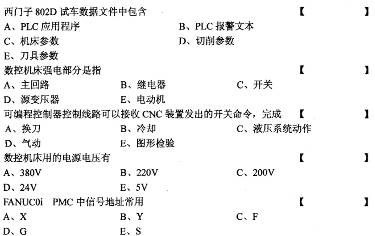 西门子 802D 试车数据文件中包含 【 】
A、PLC 应用程序 B、PLC 报警文本
C、机床参数 D、切削参数
E、刀具参数
数控机床强电部分是指 【 】
A、主回路 B、继电器 C、开关
D、源变压器 E、电动机
可编程控制器控制线路可以接收 CNC 装置发出的开关命令，完成 【 】
A、换刀 B、冷却 C、液压系统动作
D、气动 E、图形检验
数控机床用的电源电压有 【 】
A、380V B、220V C、200V
D、24V E、5V
FANUC0i PMC 中信号地址常用 【 】
A、X B、Y C、F
D、G E、S